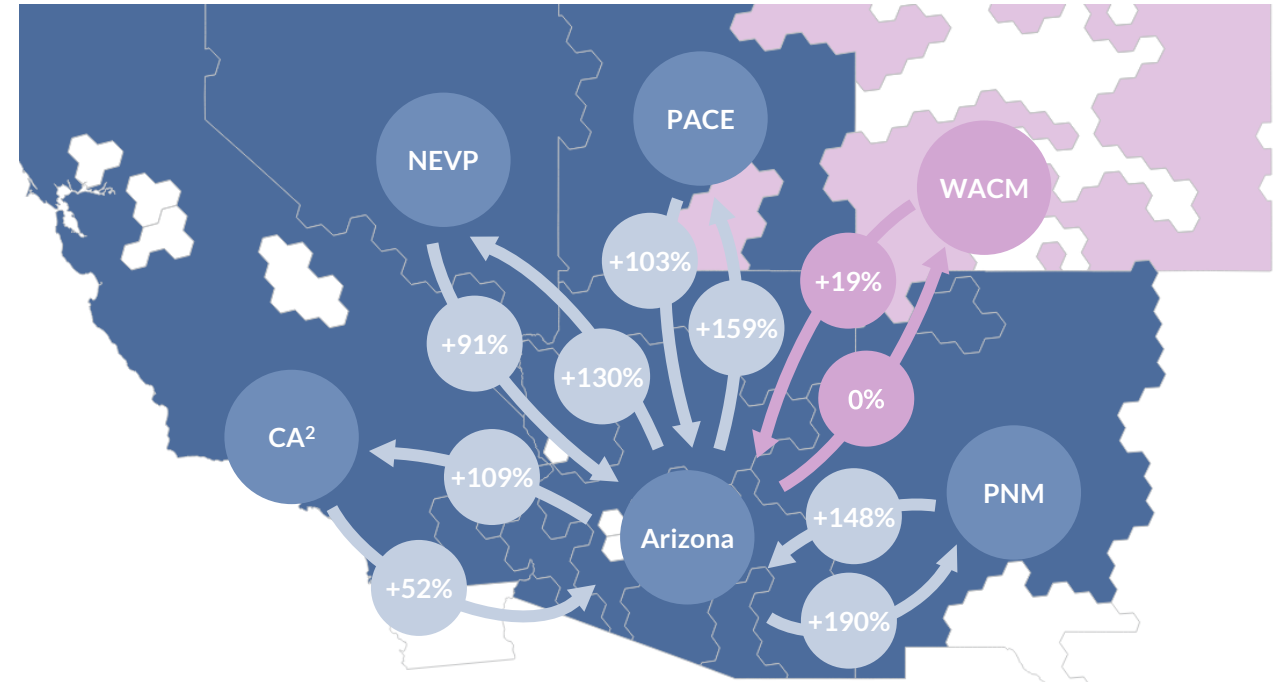 PACE
NEVP
WACM
+103%
+19%
+159%
+91%
+130%
0%
CA²
+109%
PNM
+148%
Arizona
+52%
+190%